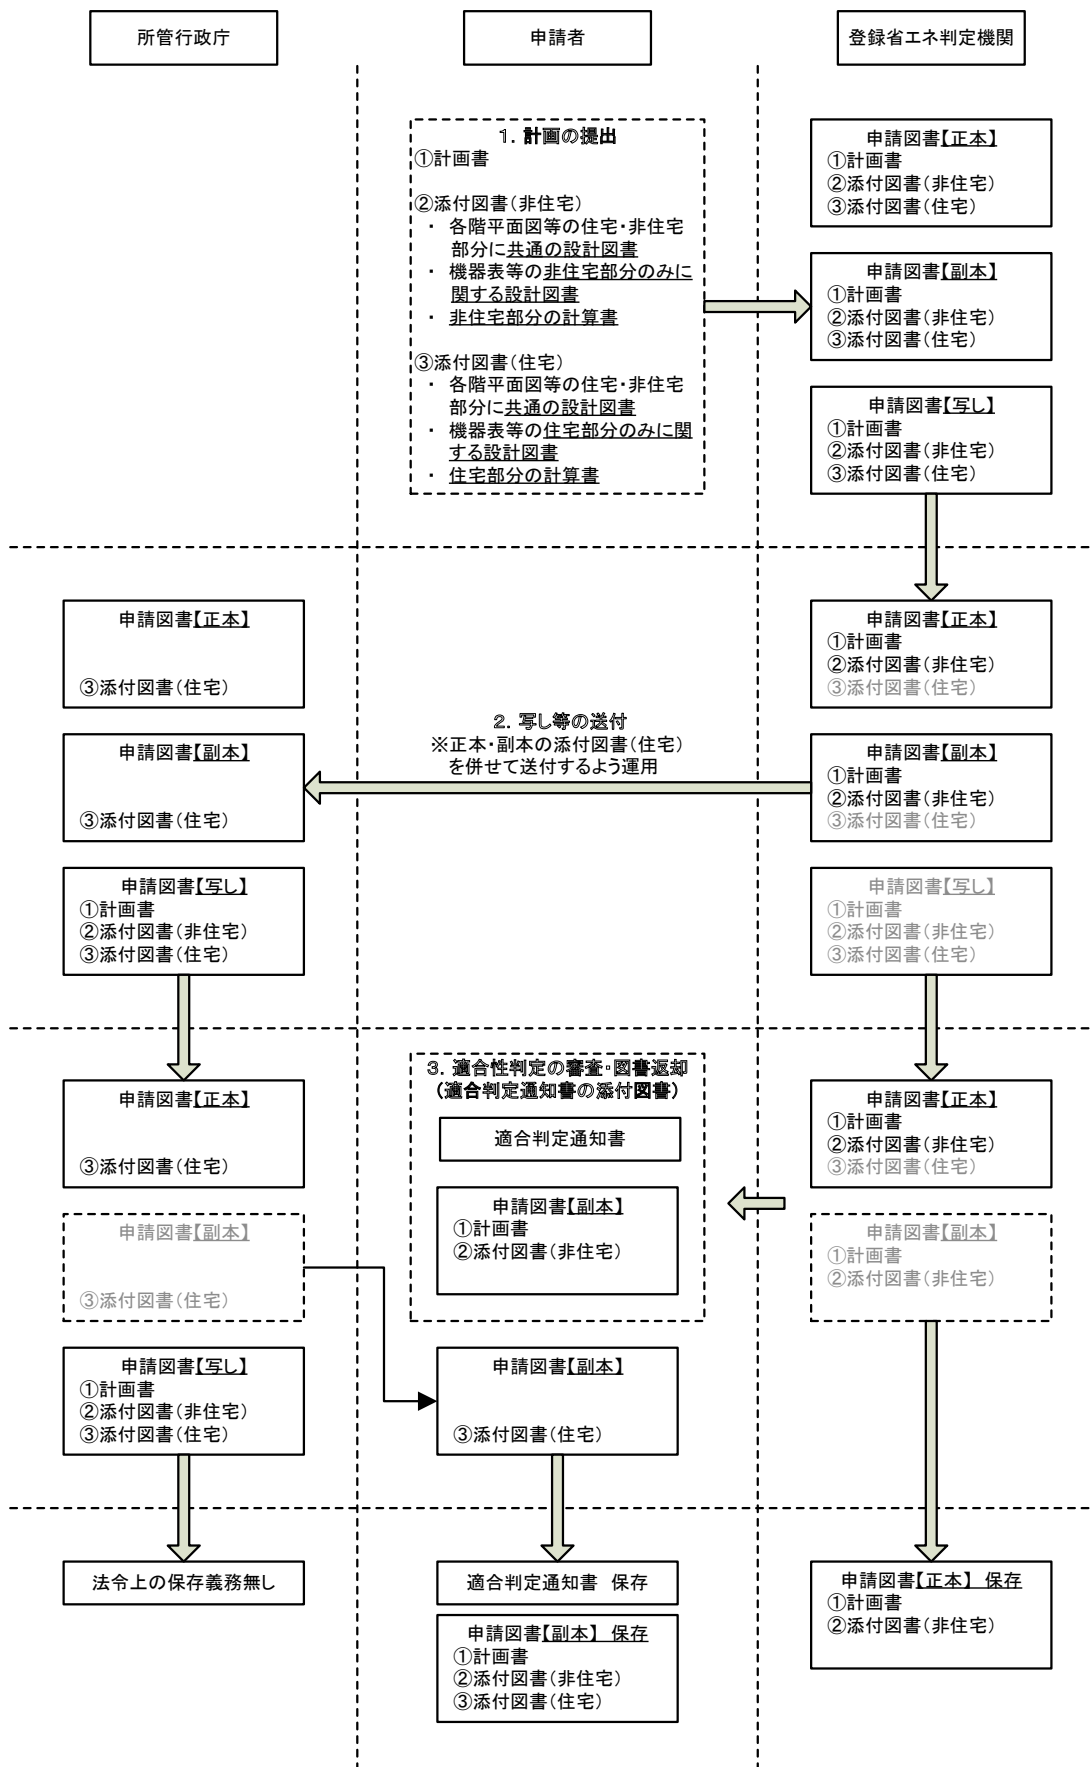 所管行政庁
申請者
登録省エネ判定機関
1. 計画の提出
①計画書
②添付図書(非住宅)
・ 各階平面図等の住宅・非住宅
部分に共通の設計図書
・ 機器表等の非住宅部分のみに
関する設計図書
・ 非住宅部分の計算書
③添付図書(住宅)
・ 各階平面図等の住宅・非住宅
部分に共通の設計図書
・ 機器表等の住宅部分のみに関
する設計図書
・ 住宅部分の計算書
申請図書【正本】
①計画書
②添付図書(非住宅)
③添付図書(住宅)
申請図書【副本】
①計画書
②添付図書(非住宅)
③添付図書(住宅)
申請図書【写し】
①計画書
②添付図書(非住宅)
③添付図書(住宅)
申請図書【正本】
③添付図書(住宅)
申請図書【副本】
③添付図書(住宅)
申請図書【写し】
①計画書
②添付図書(非住宅)
③添付図書(住宅)
2. 写し等の送付
※正本・副本の添付図書(住宅)
を併せて送付するよう運用
申請図書【正本】
①計画書
②添付図書(非住宅)
③添付図書(住宅)
申請図書【副本】
①計画書
②添付図書(非住宅)
③添付図書(住宅)
申請図書【写し】
①計画書
②添付図書(非住宅)
③添付図書(住宅)
申請図書【正本】
③添付図書(住宅)
申請図書【副本】
③添付図書(住宅)
申請図書【写し】
①計画書
②添付図書(非住宅)
③添付図書(住宅)
3. 適合性判定の審査・図書返却
(適合判定通知書の添付図書)
適合判定通知書
申請図書【副本】
①計画書
②添付図書(非住宅)
申請図書【副本】
③添付図書(住宅)
申請図書【正本】
①計画書
②添付図書(非住宅)
③添付図書(住宅)
申請図書【副本】
①計画書
②添付図書(非住宅)
法令上の保存義務無し
適合判定通知書 保存
申請図書【副本】 保存
①計画書
②添付図書(非住宅)
③添付図書(住宅)
申請図書【正本】 保存
①計画書
②添付図書(非住宅)